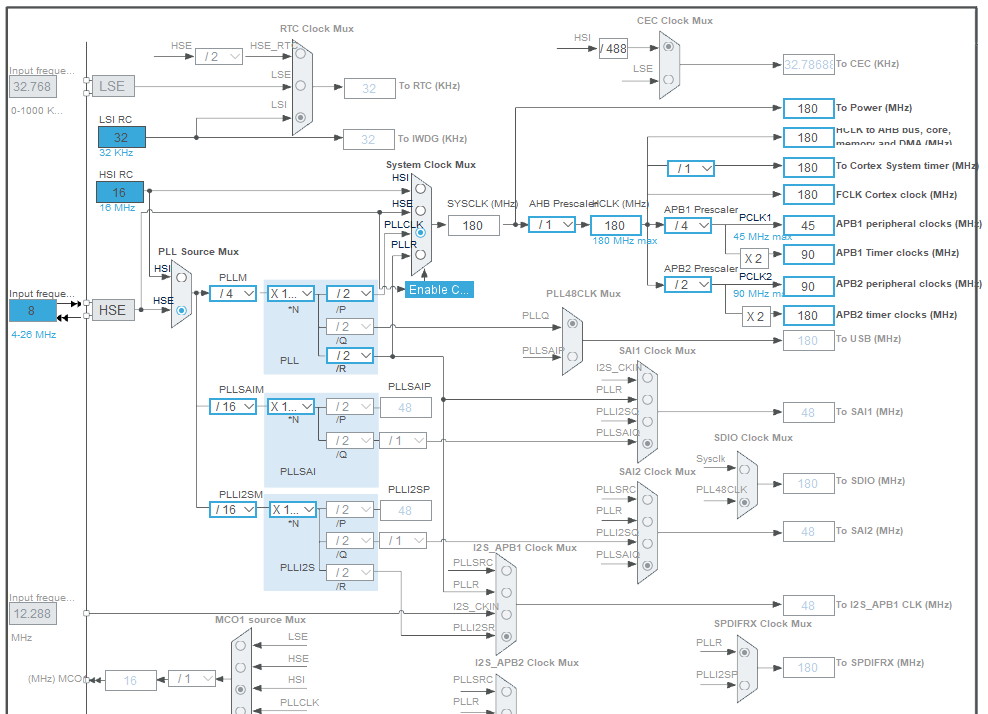 RTC Clock Mux
CEC Clock Mux
HSE
/ 2
HSE_RTC
HSI
/ 488
Input freque...
32.768
0-1000 K...
LSE
LSE
32
To RTC (KHz)
LSE
32.78688
To CEC (KHz)
LSI RC
32
32 KHz
LSI
32
To IWDG (KHz)
180
To Power (MHz)
180
HCLK to AHB bus, core,
memory and DMA (MHz)
System Clock Mux
HSI RC
16
16 MHz
HSI
HSE
PLLCLK
PLLR
/ 1
180
To Cortex System timer (MHz)
180
FCLK Cortex clock (MHz)
SYSCLK (MHz)
180
AHB Prescaler
/ 1
HCLK (MHz)
180
180 MHz max
APB1 Prescaler
/ 4
PCLK1
45 MHz max
45
APB1 peripheral clocks (MHz)
X 2
90
APB1 Timer clocks (MHz)
APB2 Prescaler
/ 2
PCLK2
90 MHz m
90
APB2 peripheral clocks (MHz)
X 2
180
APB2 timer clocks (MHz)
Enable C...
PLL Source Mux
HSI
HSE
Input freque...
8
4-26 MHz
HSE
PLLM
/ 4
X 1...
*N
/ 2
/P
/ 2
/Q
/ 2
/R
PLL
PLL48CLK Mux
PLLQ
PLLSAIP
180
To USB (MHz)
SAI1 Clock Mux
I2S_CKIN
PLLR
PLLI2SQ
PLLSAIQ
48
To SAI1 (MHz)
PLLSAIM
/ 16
X 1...
*N
/ 2
/P
PLLSAIP
48
/ 2
/Q
/ 1
PLLSAI
SDIO Clock Mux
Sysclk
PLL48CLK
180
To SDIO (MHz)
SAI2 Clock Mux
PLLSRC
PLLR
PLLI2SQ
PLLSAIQ
48
To SAI2 (MHz)
PLLI2SM
/ 16
X 1...
*N
/ 2
/P
PLLI2SP
48
/ 2
/Q
/ 1
/ 2
/R
PLLI2S
I2S_APB1 Clock Mux
PLLSRC
PLLR
I2S_CKIN
PLLI2SR
48
To I2S_APB1 CLK (MHz)
Input freque...
12.288
MHz
MCO1 source Mux
LSE
HSE
HSI
PLLCLK
(MHz) MCO
16
/ 1
SPDIFRX Clock Mux
PLLR
PLLI2SP
180
To SPDIFRX (MHz)
I2S_APB2 Clock Mux
PLLSRC
PLLR